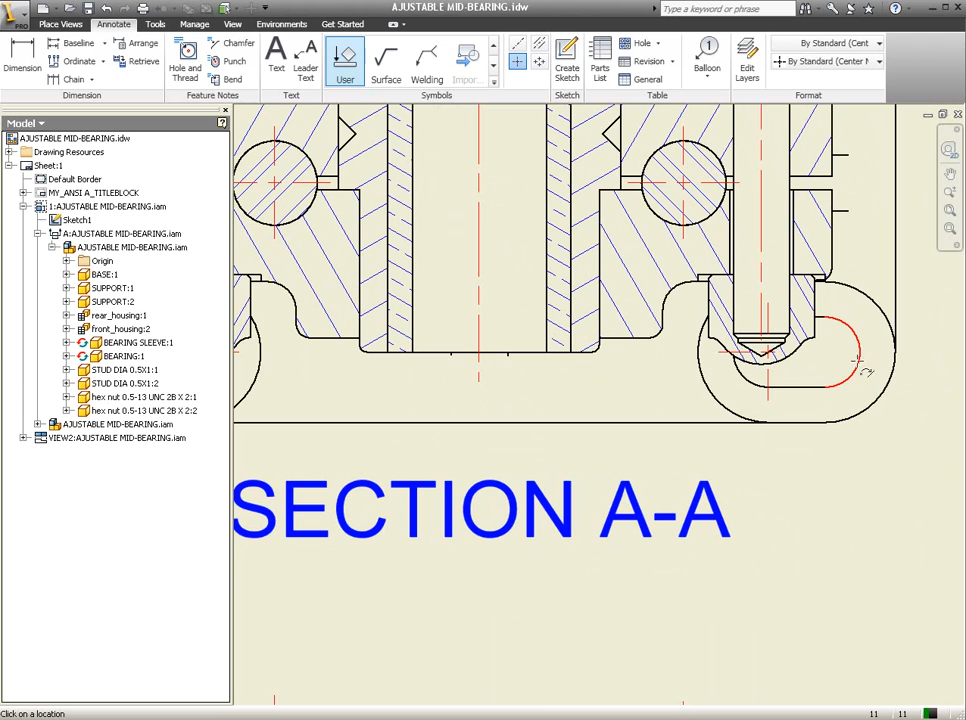 AJUSTABLE MID-BEARING.idw
Type a keyword or phrase
PRO
Place Views
Annotate
Tools
Manage
View
Environments
Get Started
Dimension
Baseline
Ordinate
Chain
Arrange
Retrieve
Dimension
Hole and
Thread
Chamfer
Punch
Bend
Feature Notes
Text
Leader
Text
Text
User
Surface
Welding
Impor...
Symbols
Create
Sketch
Sketch
Parts
List
Hole
Revision
General
Table
Balloon
Edit
Layers
By Standard (Cent
By Standard (Center M
Format
Model
AJUSTABLE MID-BEARING.idw
Drawing Resources
Sheet:1
Default Border
MY_ANSI A_TITLEBLOCK
1:AJUSTABLE MID-BEARING.iam
Sketch1
A:AJUSTABLE MID-BEARING.iam
AJUSTABLE MID-BEARING.iam
Origin
BASE:1
SUPPORT:1
SUPPORT:2
rear_housing:1
front_housing:2
BEARING SLEEVE:1
BEARING:1
STUD DIA 0.5X1:1
STUD DIA 0.5X1:2
hex nut 0.5-13 UNC 2B X 2:1
hex nut 0.5-13 UNC 2B X 2:2
AJUSTABLE MID-BEARING.iam
VIEW2:AJUSTABLE MID-BEARING.iam
2D
SECTION A-A
Click on a location
11
11